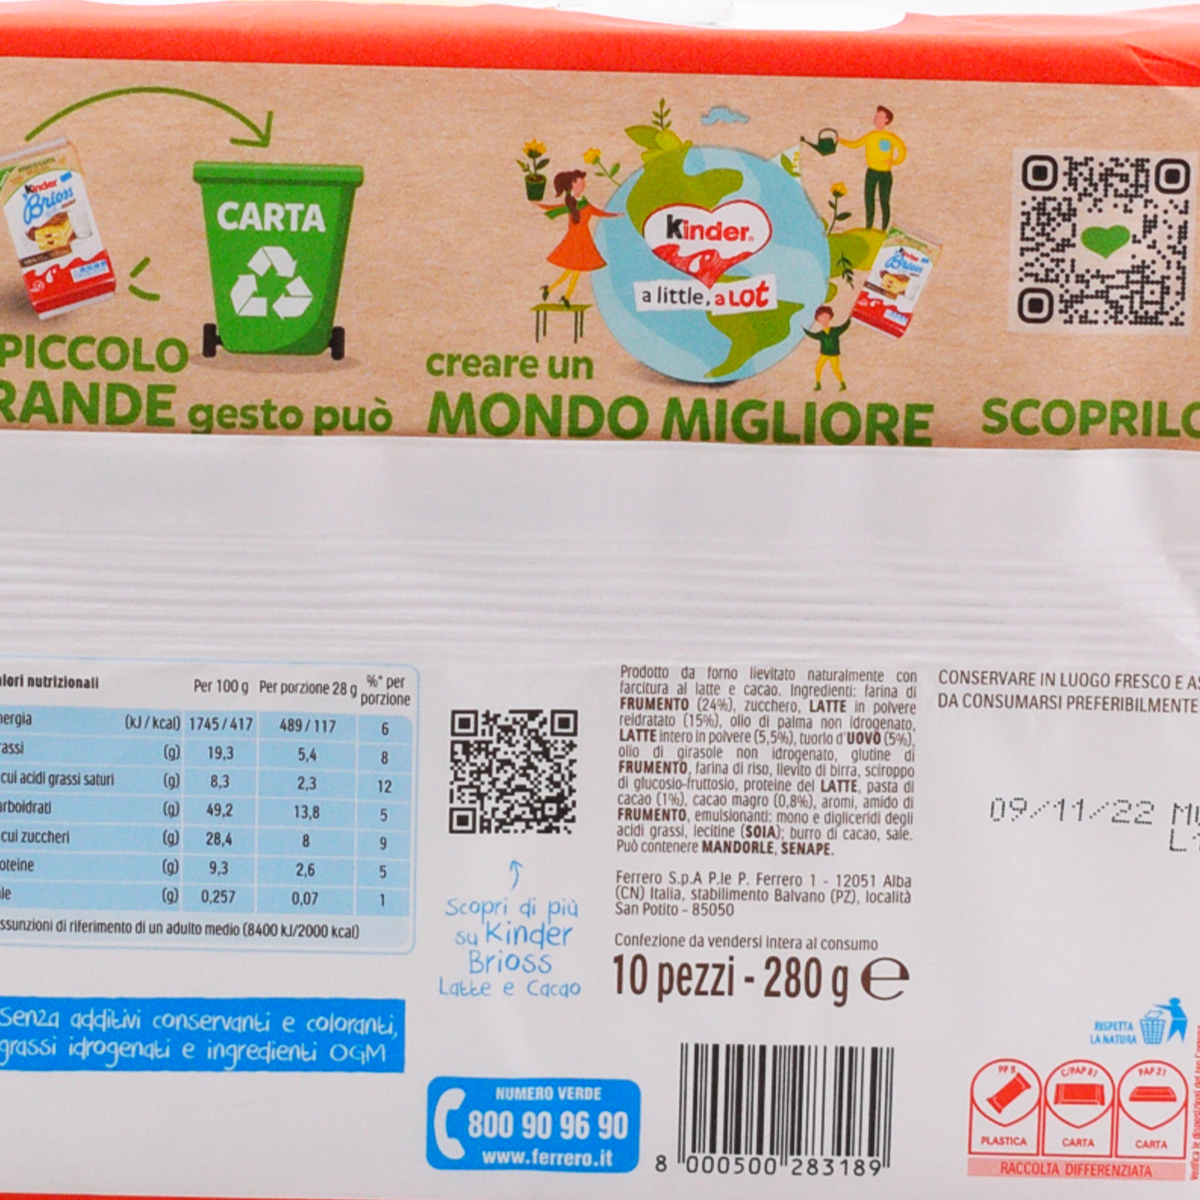 Kinder
Brioss
CARTA
Kinder
a little, a LOT
Kinder
Brioss
PICCOLO
RANDE gesto può
creare un
MONDO MIGLIORE
SCOPRILO
lori nutrizionali
Per 100 g Per porzione 28 g %* per porzione
nergia (kJ / kcal) 1745 / 417 489 / 117 6
assi (g) 19,3 5,4 8
cui acidi grassi saturi (g) 8,3 2,3 12
rboidrati (g) 49,2 13,8 5
cui zuccheri (g) 28,4 8 9
oteine (g) 9,3 2,6 5
le (g) 0,257 0,07 1
ssunzioni di riferimento di un adulto medio (8400 kJ/2000 kcal)
Senza additivi conservanti e coloranti,
grassi idrogenati e ingredienti OGM
Scopri di più
su Kinder
Brioss
Latte e Cacao
NUMERO VERDE
800 90 96 90
www.ferrero.it
Prodotto da forno lievitato naturalmente con
farcitura al latte e cacao. Ingredienti: farina di
FRUMENTO (24%), zucchero, LATTE in polvere
reidratato (15%), olio di palma non idrogenato,
LATTE intero in polvere (5,5%), tuorlo d'UOVO (5%),
olio di girasole non idrogenato, glutine di
FRUMENTO, farina di riso, lievito di birra, sciroppo
di glucosio-fruttosio, proteine del LATTE, pasta di
cacao (1%), cacao magro (0,8%), aromi, amido di
FRUMENTO, emulsionanti: mono e digliceridi degli
acidi grassi, lecitine (SOIA); burro di cacao, sale.
Può contenere MANDORLE, SENAPE.
Ferrero S.p.A P.le P. Ferrero 1 - 12051 Alba
(CN) Italia, stabilimento Balvano (PZ), località
San Potito - 85050
Confezione da vendersi intera al consumo
10 pezzi - 280 g e
8 000500 283189
CONSERVARE IN LUOGO FRESCO E AS
DA CONSUMARSI PREFERIBILMENTE
09/11/22 M
L
RISPETTA
LA NATURA
PP 5 C/PAP 81 PAP 21
PLASTICA CARTA CARTA
RACCOLTA DIFFERENZIATA